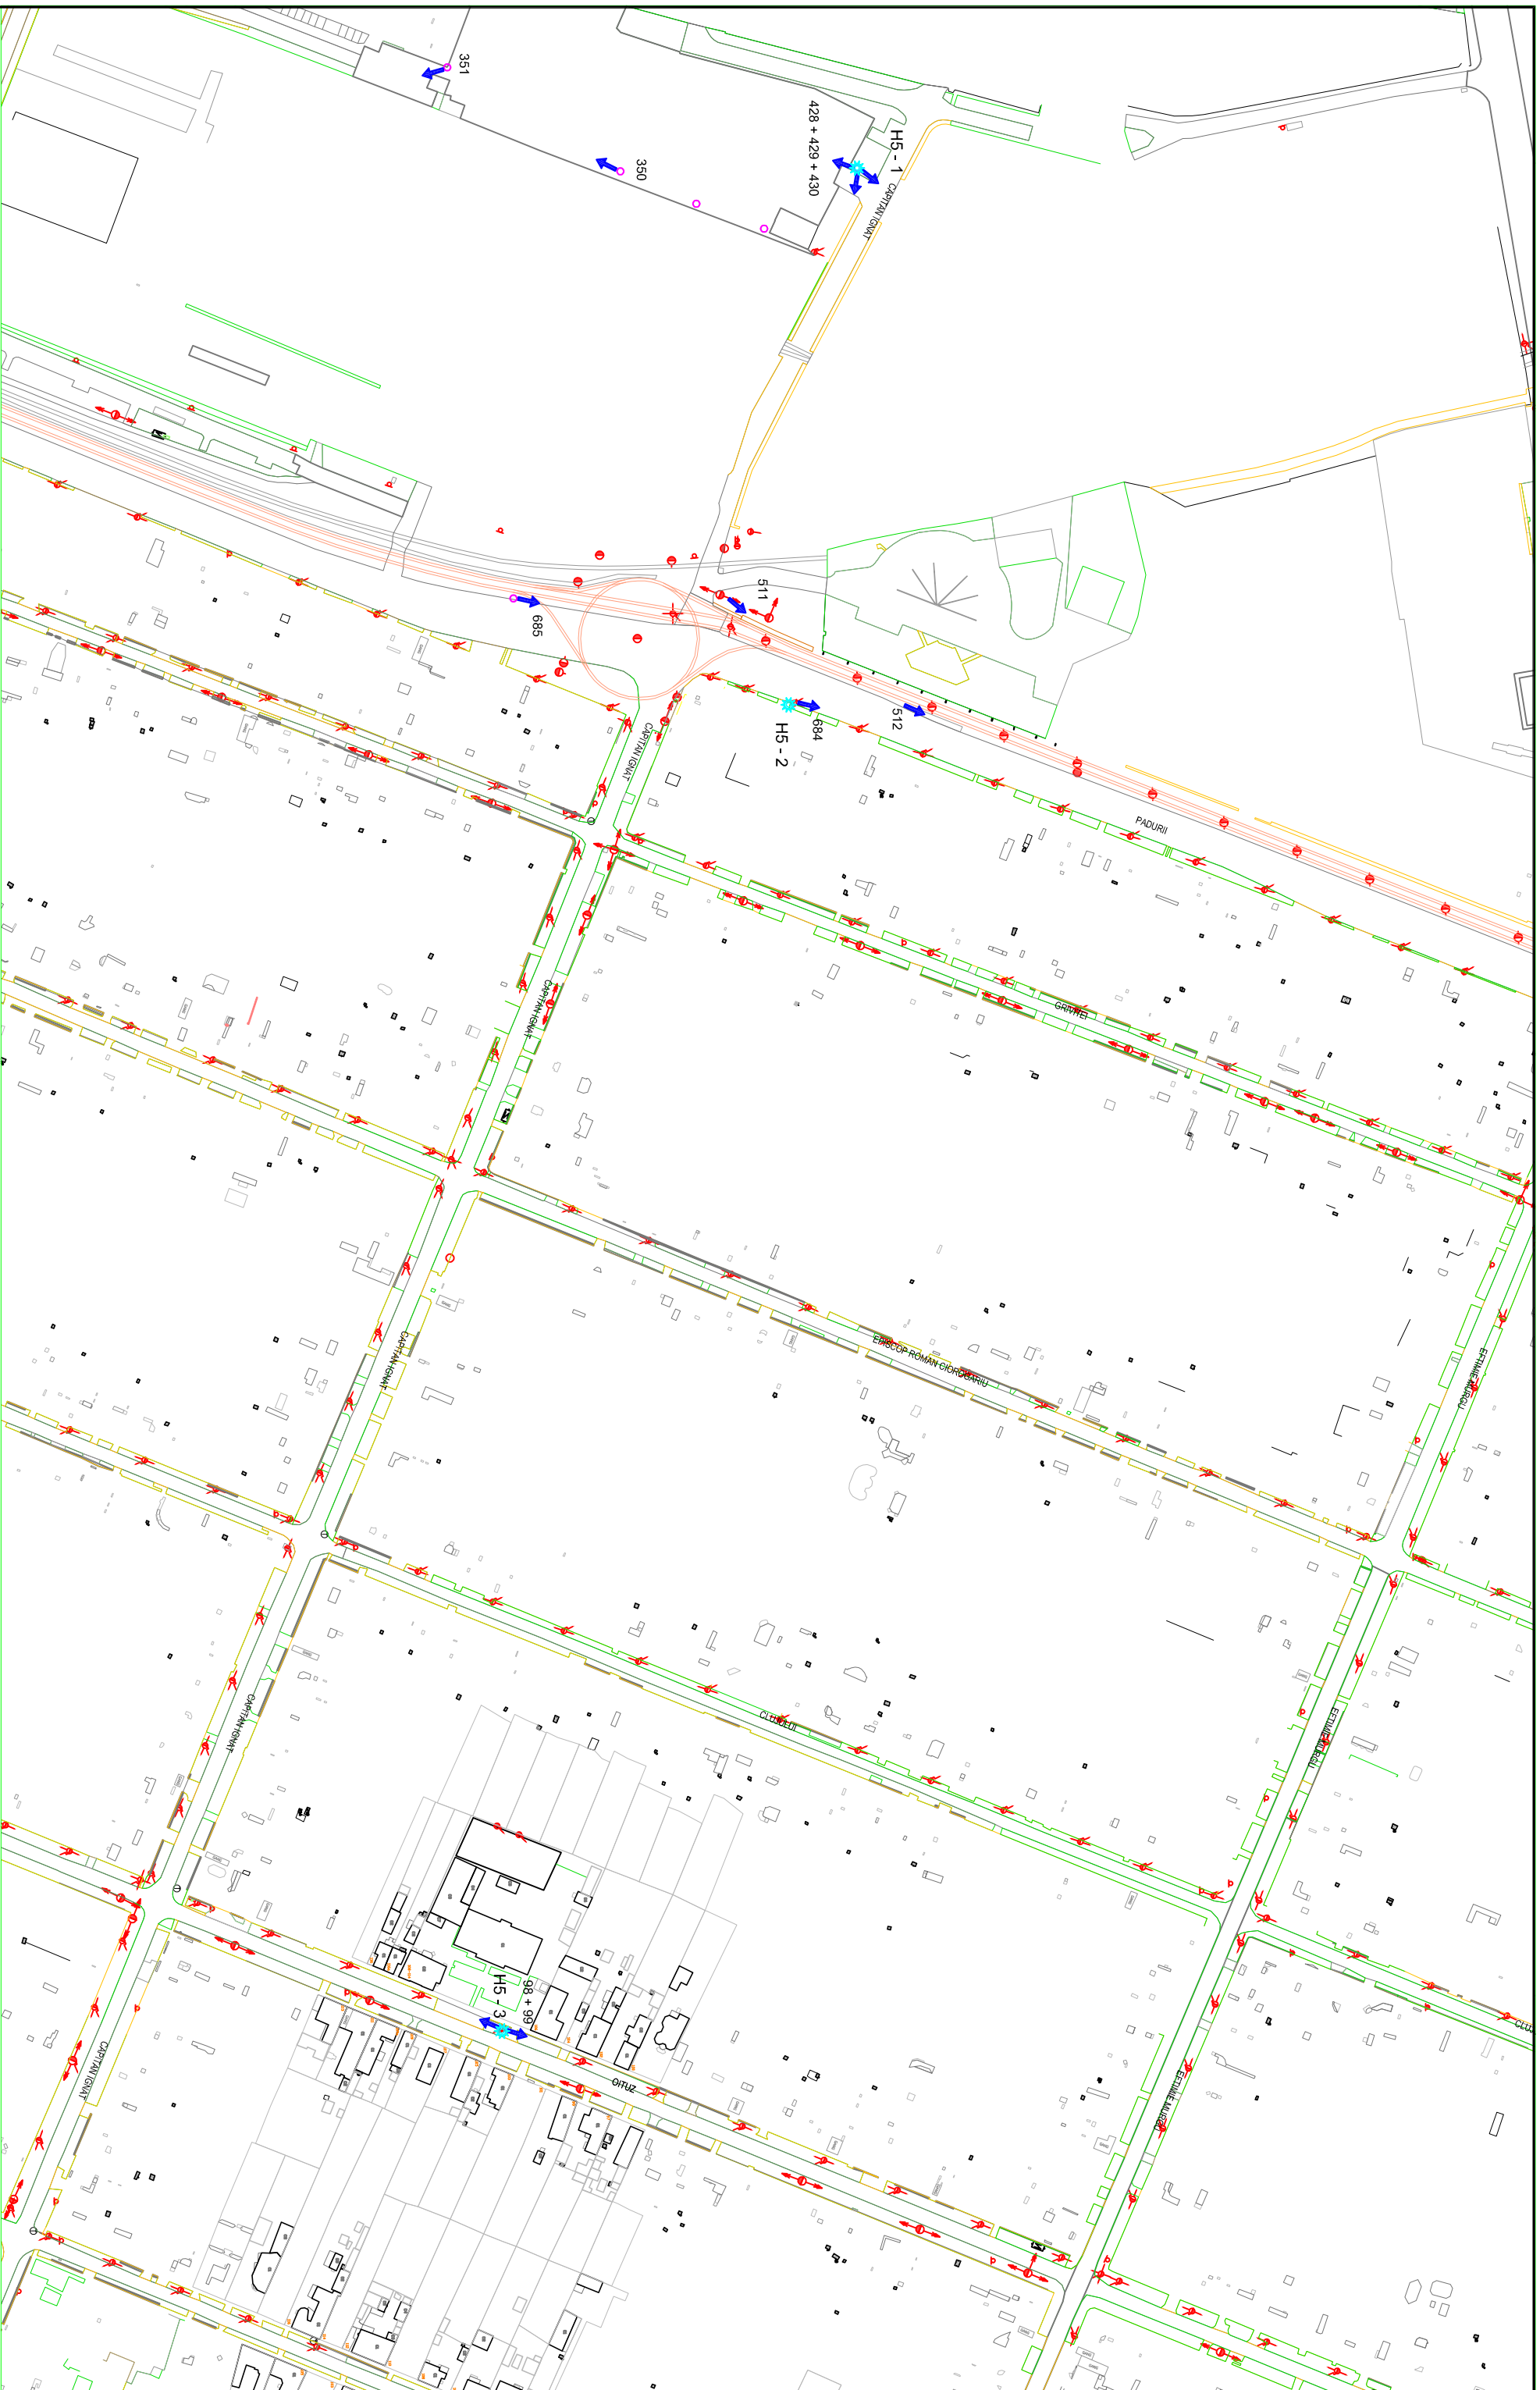 351
350
428 + 429 + 430
H5 - 1
CAPITAN IGNAT
511
685
512
684
H5 - 2
CAPITAN IGNAT
PADURII
GRIVITEI
CAPITAN IGNAT
EPISCOP ROMAN CIOROGARIU
EFTIMIE MURGU
CAPITAN IGNAT
CLUJULUI
EFTIMIE MURGU
CAPITAN IGNAT
98 + 99
H5 - 3
OITUZ
EFTIMIE MURGU
CAPITAN IGNAT